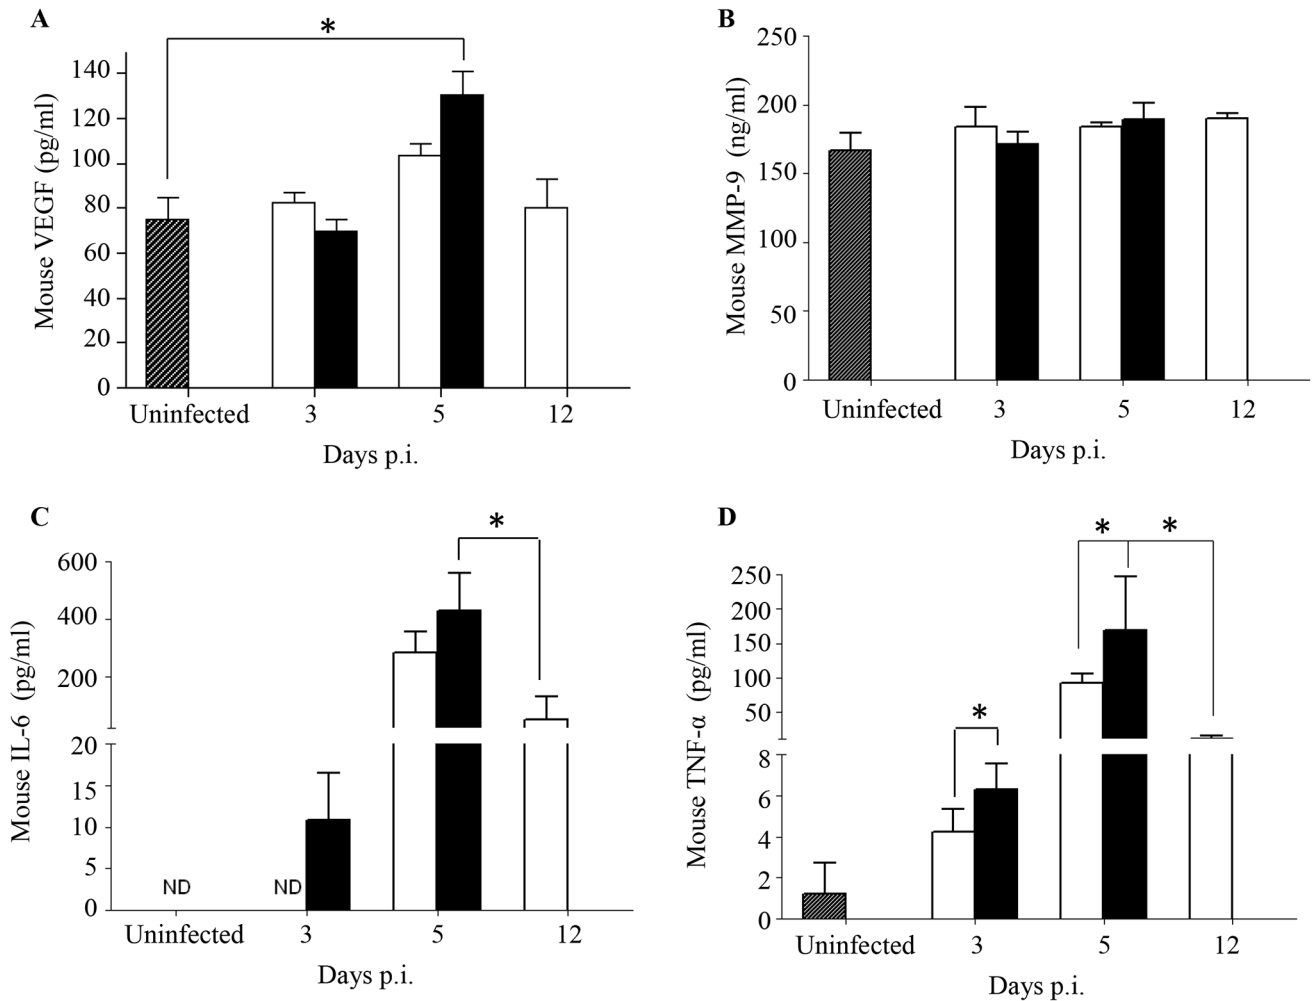 A
*
Mouse VEGF (pg/ml)
140
120
100
80
60
40
20
0
Uninfected 3 5 12
Days p.i.
B
Mouse MMP-9 (ng/ml)
250
200
150
100
50
0
Uninfected 3 5 12
Days p.i.
C
*
Mouse IL-6 (pg/ml)
600
400
200
20
15
10
5
0
ND ND
Uninfected 3 5 12
Days p.i.
D
* *
*
Mouse TNF-α (pg/ml)
250
200
150
100
50
8
6
4
2
0
Uninfected 3 5 12
Days p.i.